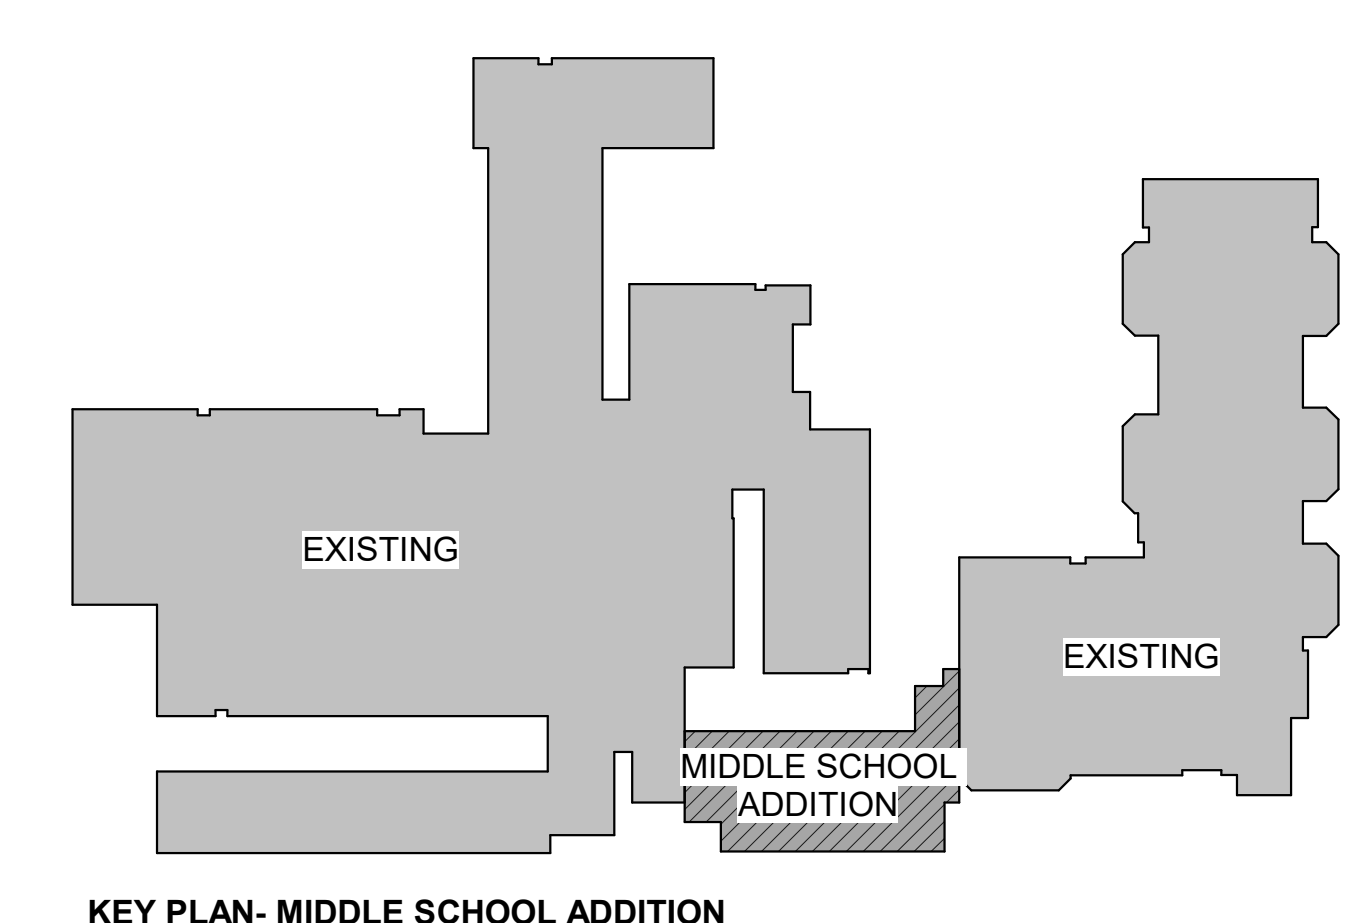 EXISTING
EXISTING
MIDDLE SCHOOL
ADDITION
KEY PLAN- MIDDLE SCHOOL ADDITION